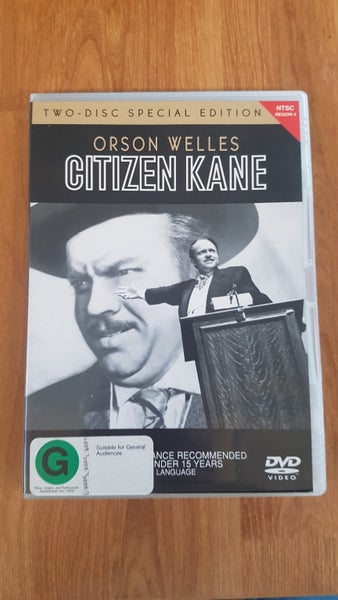 TWO-DISC SPECIAL EDITION
NTSC
REGION 4
ORSON WELLES
CITIZEN KANE
G
Suitable for General
Audiences
ANCE RECOMMENDED
NDER 15 YEARS
LANGUAGE
DVD
VIDEO